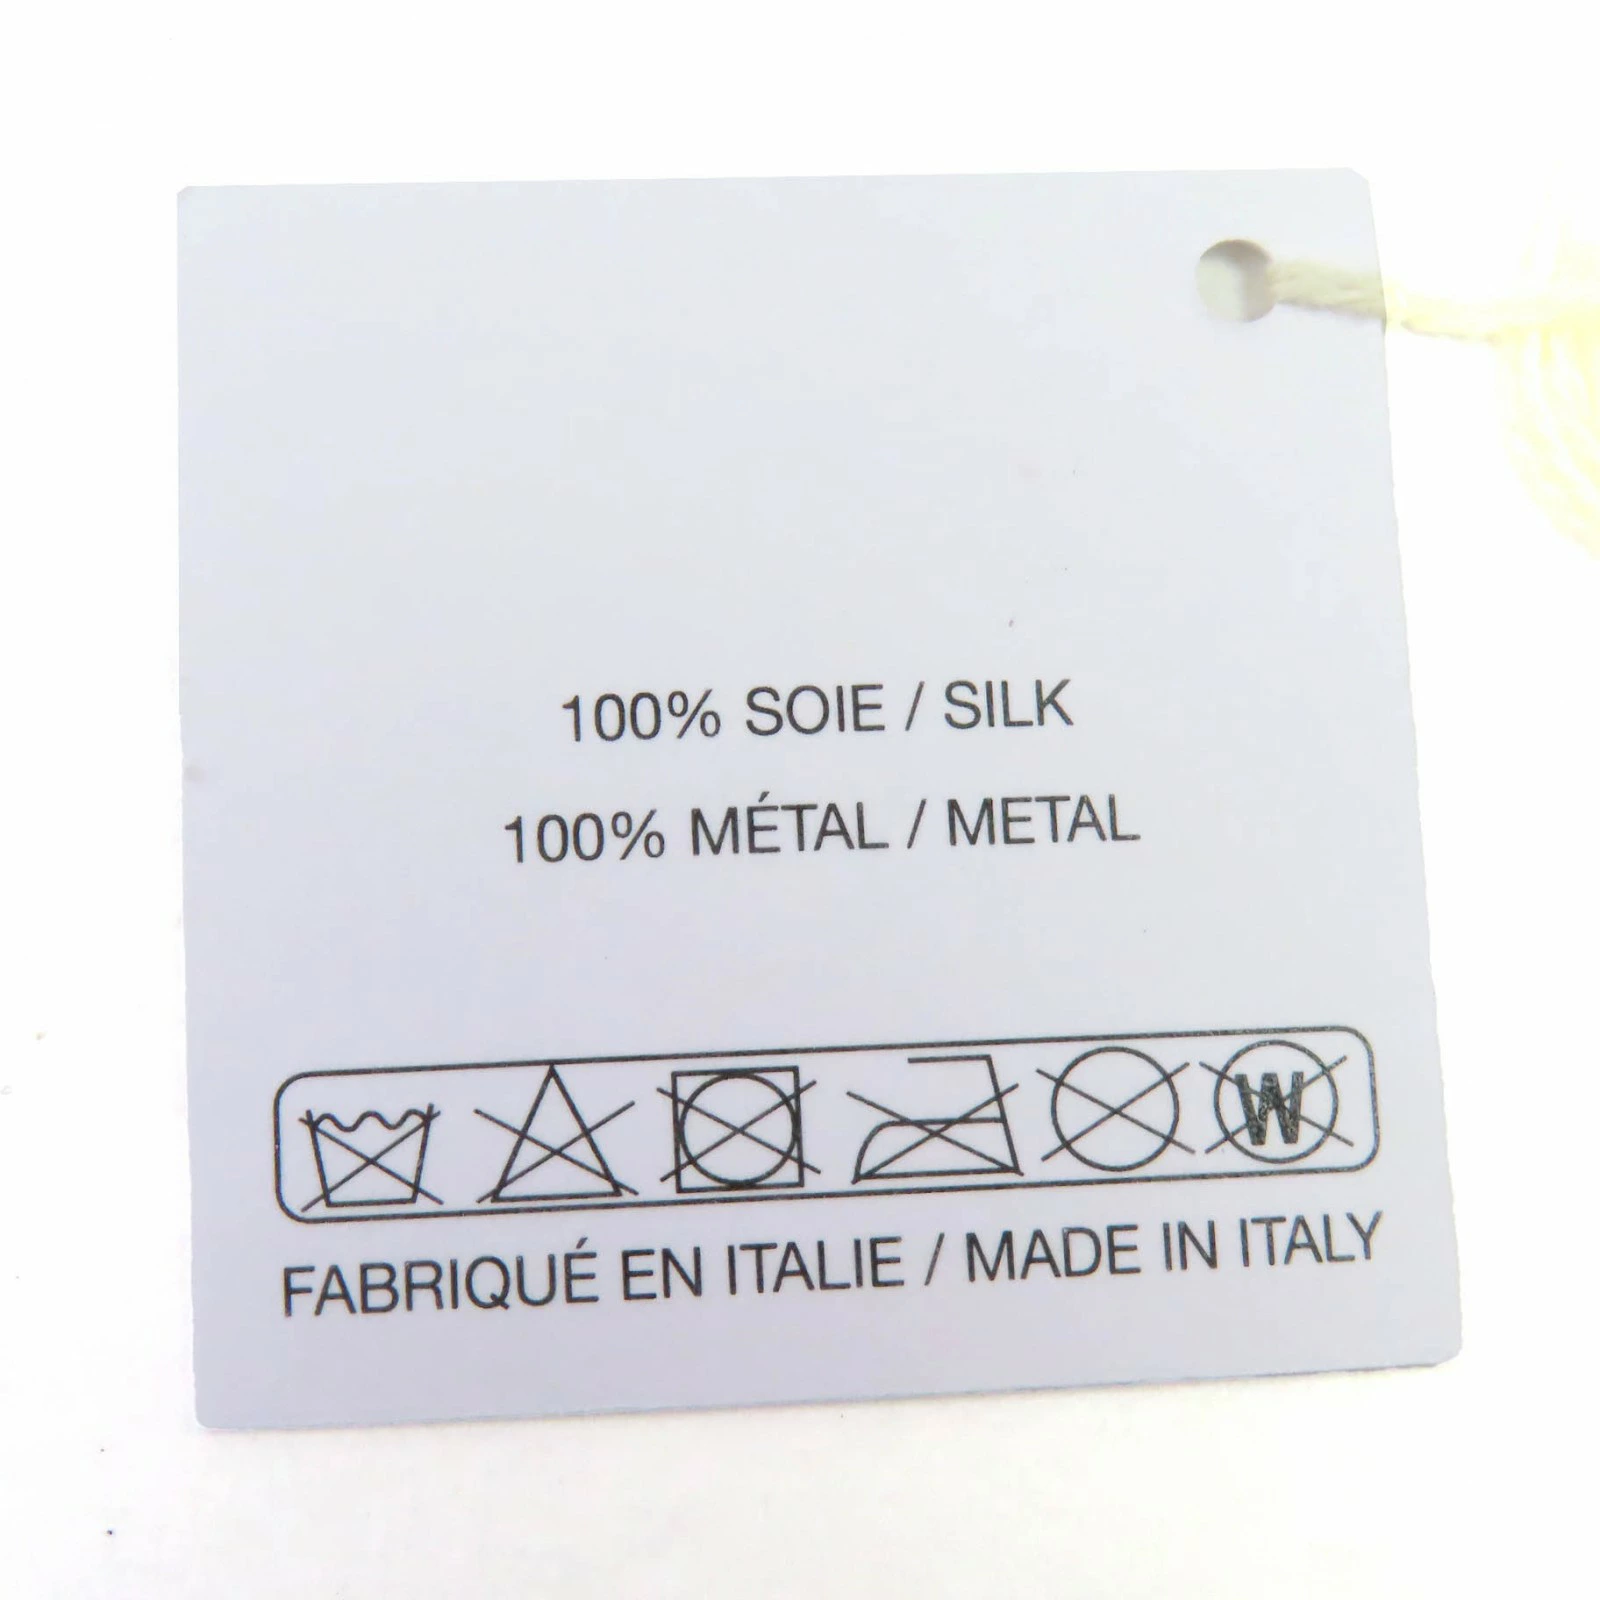 100% SOIE / SILK
100% MÉTAL / METAL
W
FABRIQUÉ EN ITALIE / MADE IN ITALY